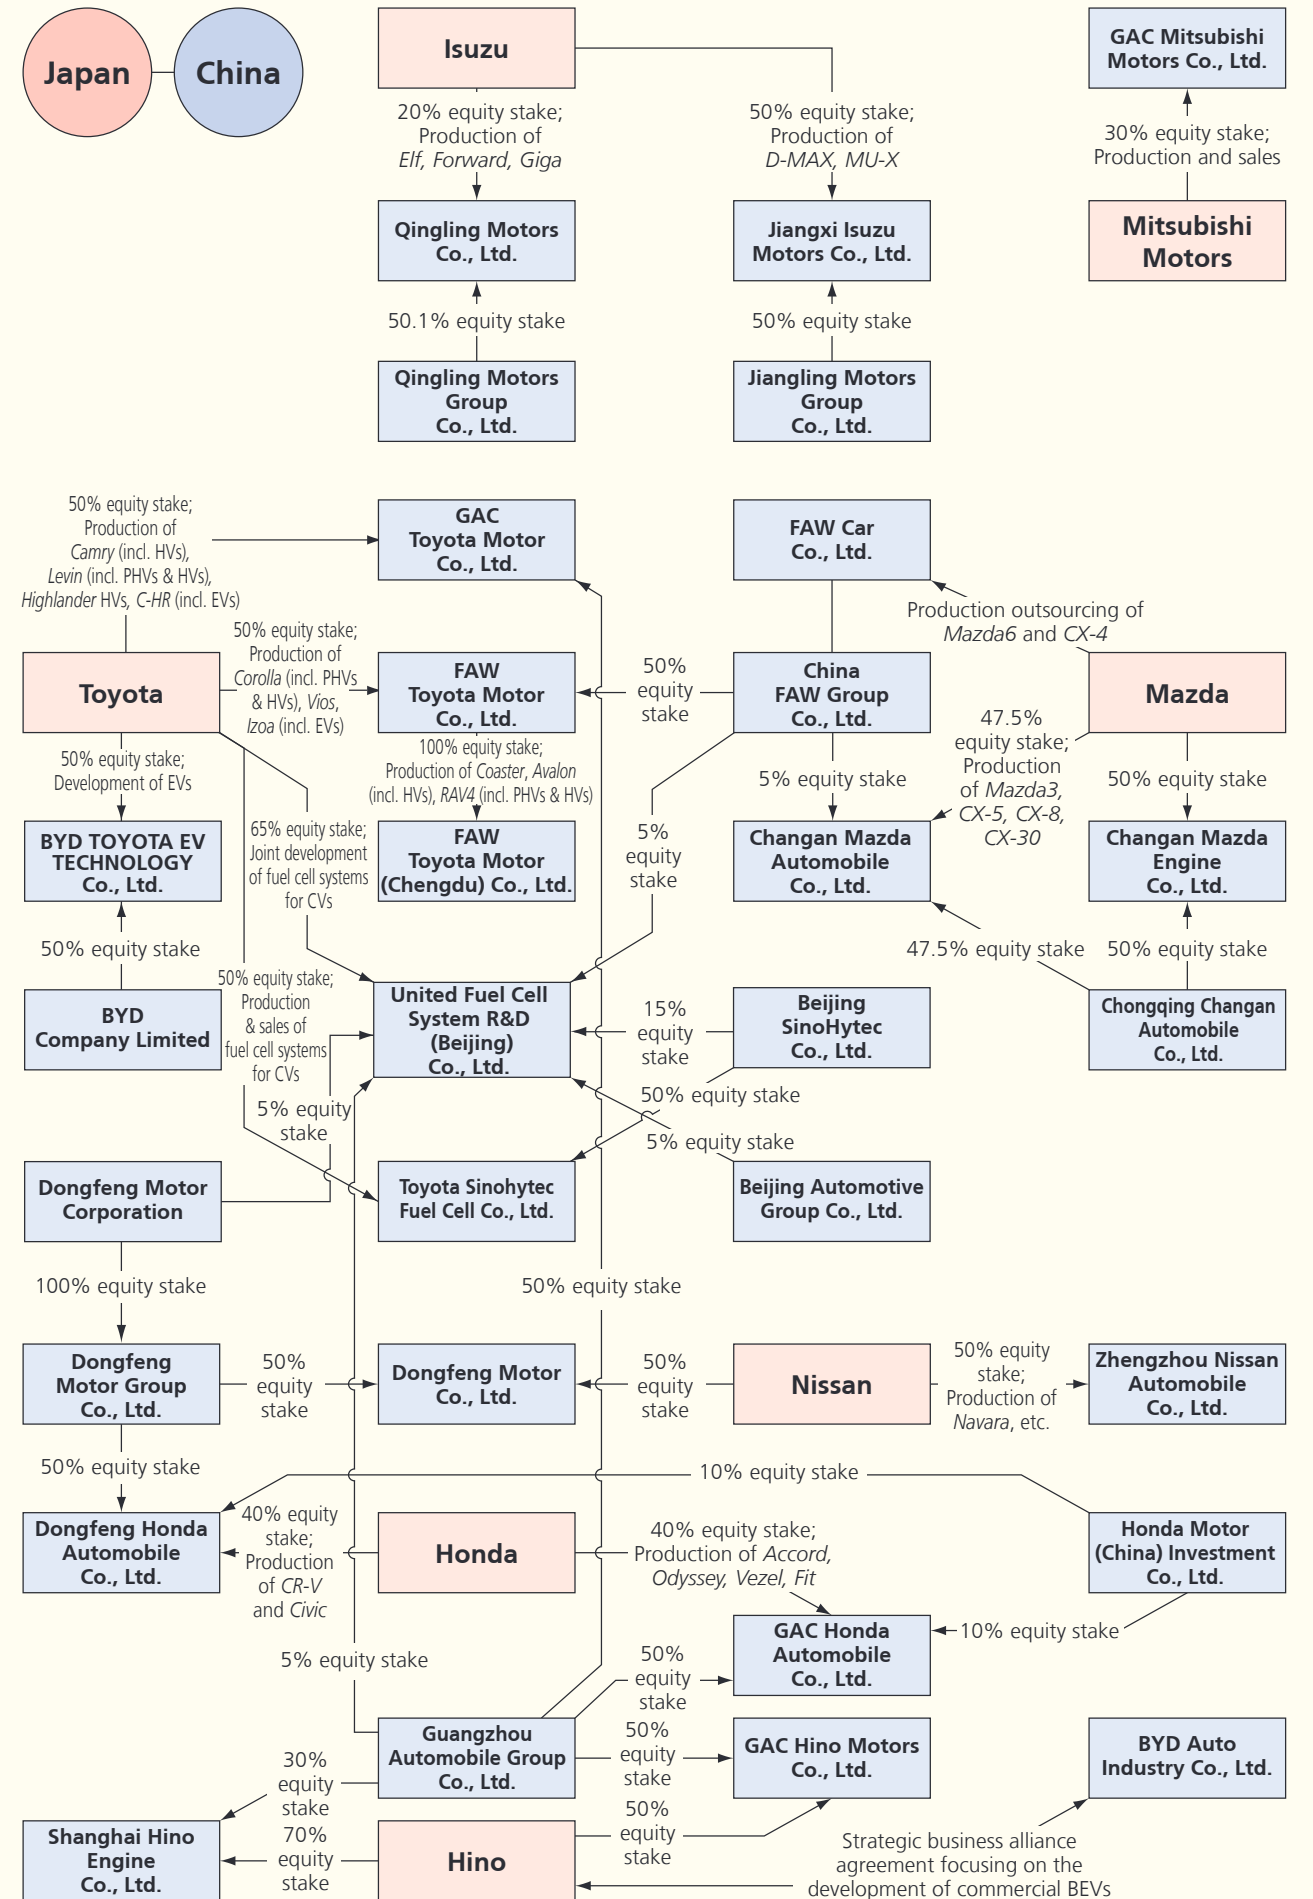 Japan
China
Isuzu
GAC Mitsubishi
Motors Co., Ltd.
20% equity stake;
Production of
Elf, Forward, Giga
50% equity stake;
Production of
D-MAX, MU-X
30% equity stake;
Production and sales
Qingling Motors
Co., Ltd.
Jiangxi Isuzu
Motors Co., Ltd.
Mitsubishi
Motors
50.1% equity stake
50% equity stake
Qingling Motors
Group
Co., Ltd.
Jiangling Motors
Group
Co., Ltd.
50% equity stake;
Production of
Camry (incl. HVs),
Levin (incl. PHVs & HVs),
Highlander HVs, C-HR (incl. EVs)
GAC
Toyota Motor
Co., Ltd.
FAW Car
Co., Ltd.
Production outsourcing of
Mazda6 and CX-4
Toyota
50% equity stake;
Production of
Corolla (incl. PHVs
& HVs), Vios,
Izoa (incl. EVs)
FAW
Toyota Motor
Co., Ltd.
50%
equity
stake
China
FAW Group
Co., Ltd.
Mazda
50% equity stake;
Development of EVs
100% equity stake;
Production of Coaster, Avalon
(incl. HVs), RAV4 (incl. PHVs & HVs)
5% equity stake
47.5%
equity stake;
Production
of Mazda3,
CX-5, CX-8,
CX-30
50% equity stake
BYD TOYOTA EV
TECHNOLOGY
Co., Ltd.
65% equity stake;
Joint development
of fuel cell systems
for CVs
FAW
Toyota Motor
(Chengdu) Co., Ltd.
5%
equity
stake
Changan Mazda
Automobile
Co., Ltd.
Changan Mazda
Engine
Co., Ltd.
50% equity stake
47.5% equity stake
50% equity stake
BYD
Company Limited
50% equity stake;
Production
& sales of
fuel cell systems
for CVs
United Fuel Cell
System R&D
(Beijing)
Co., Ltd.
15%
equity
stake
Beijing
SinoHytec
Co., Ltd.
Chongqing Changan
Automobile
Co., Ltd.
5% equity
stake
50% equity stake
5% equity stake
Dongfeng Motor
Corporation
Toyota Sinohytec
Fuel Cell Co., Ltd.
Beijing Automotive
Group Co., Ltd.
100% equity stake
50% equity stake
Dongfeng
Motor Group
Co., Ltd.
50%
equity
stake
Dongfeng Motor
Co., Ltd.
50%
equity
stake
Nissan
50% equity
stake;
Production of
Navara, etc.
Zhengzhou Nissan
Automobile
Co., Ltd.
50% equity stake
10% equity stake
Dongfeng Honda
Automobile
Co., Ltd.
40% equity
stake;
Production
of CR-V
and Civic
Honda
40% equity stake;
Production of Accord,
Odyssey, Vezel, Fit
Honda Motor
(China) Investment
Co., Ltd.
GAC Honda
Automobile
Co., Ltd.
10% equity stake
5% equity stake
50%
equity
stake
Guangzhou
Automobile Group
Co., Ltd.
50%
equity
stake
GAC Hino Motors
Co., Ltd.
BYD Auto
Industry Co., Ltd.
30%
equity
stake
50%
equity
stake
Shanghai Hino
Engine
Co., Ltd.
70%
equity
stake
Hino
Strategic business alliance
agreement focusing on the
development of commercial BEVs